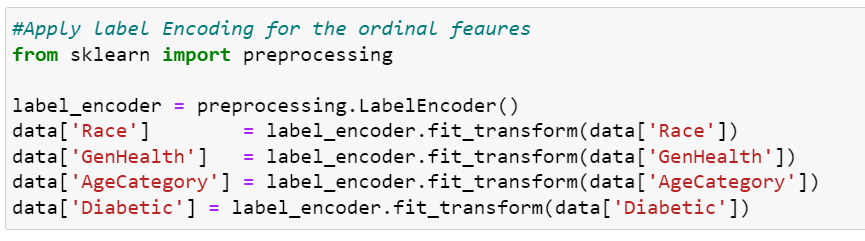 #Apply label Encoding for the ordinal feaures
from sklearn import preprocessing
label_encoder = preprocessing.LabelEncoder()
data['Race']        = label_encoder.fit_transform(data['Race'])
data['GenHealth']   = label_encoder.fit_transform(data['GenHealth'])
data['AgeCategory'] = label_encoder.fit_transform(data['AgeCategory'])
data['Diabetic'] = label_encoder.fit_transform(data['Diabetic'])